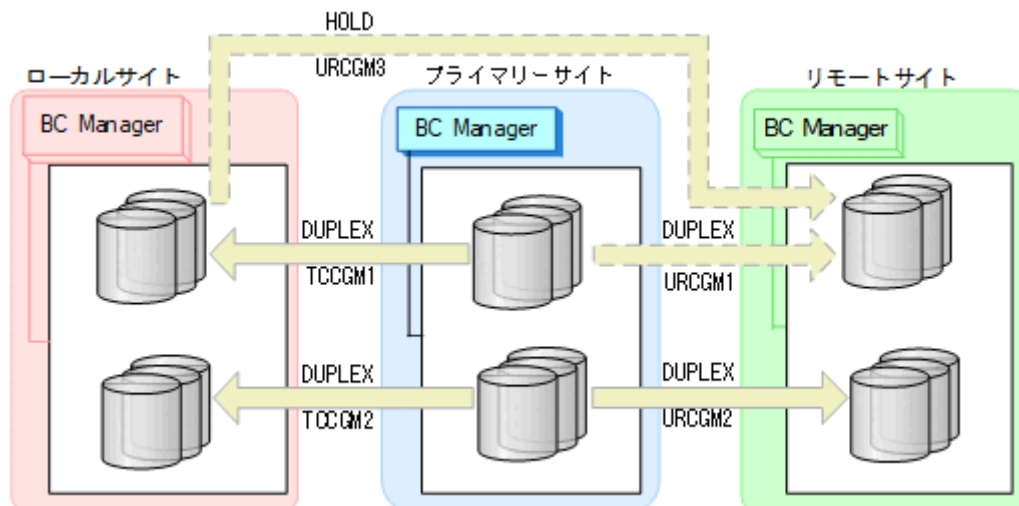 HOLD
URCGM3
ローカルサイト
プライマリーサイト
リモートサイト
BC Manager
BC Manager
BC Manager
DUPLEX
DUPLEX
TCCGM1
URCGM1
DUPLEX
DUPLEX
TCCGM2
URCGM2